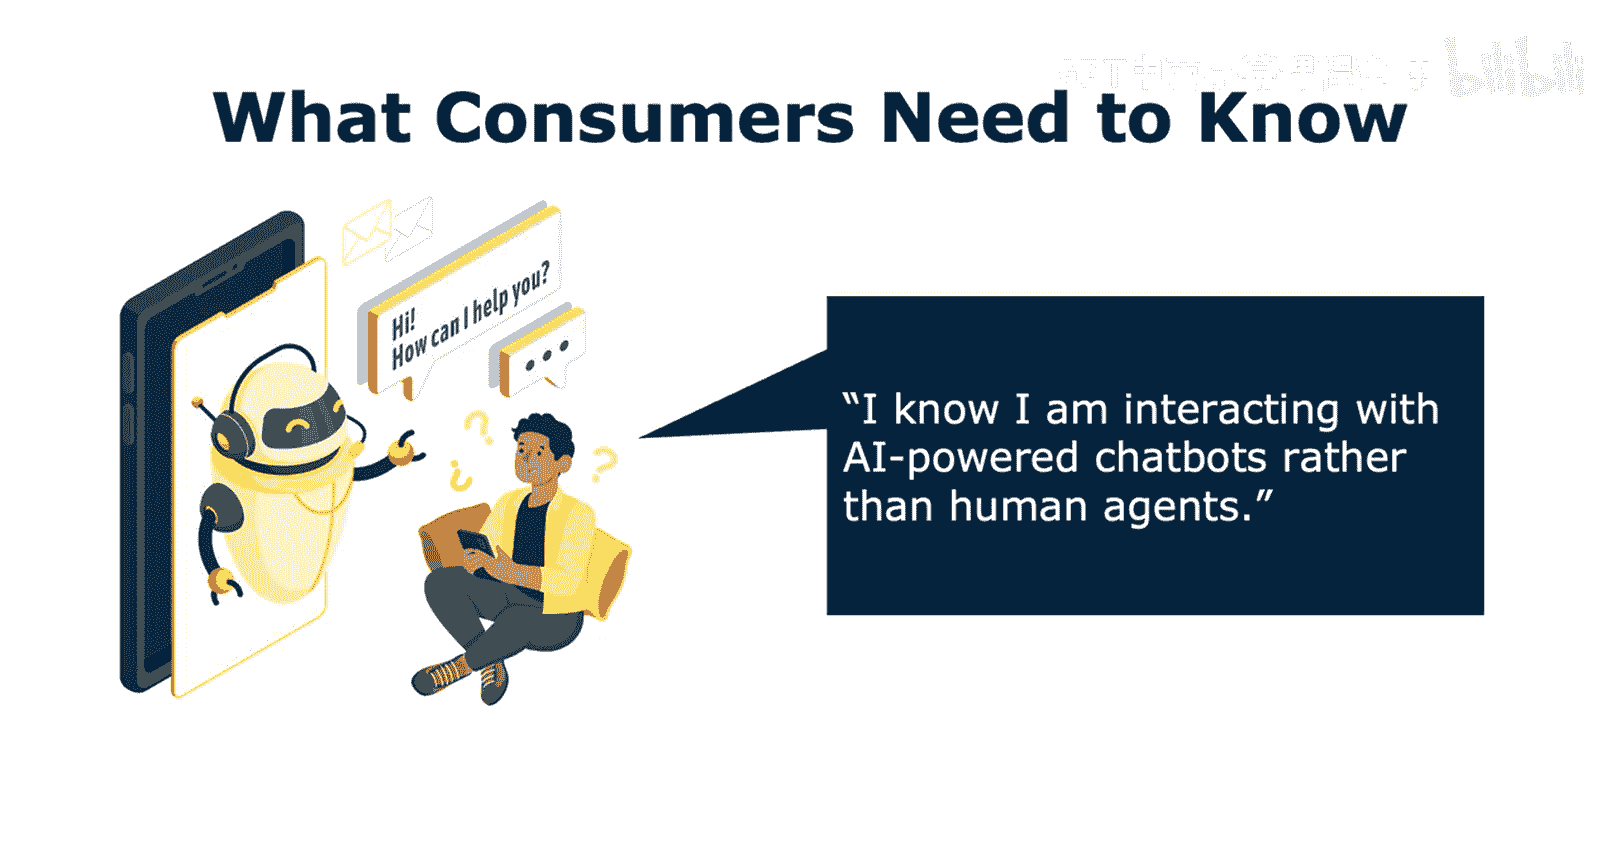 bilibili
What Consumers Need to Know
Hi!
How can I help you?
“I know I am interacting with
AI-powered chatbots rather
than human agents.”